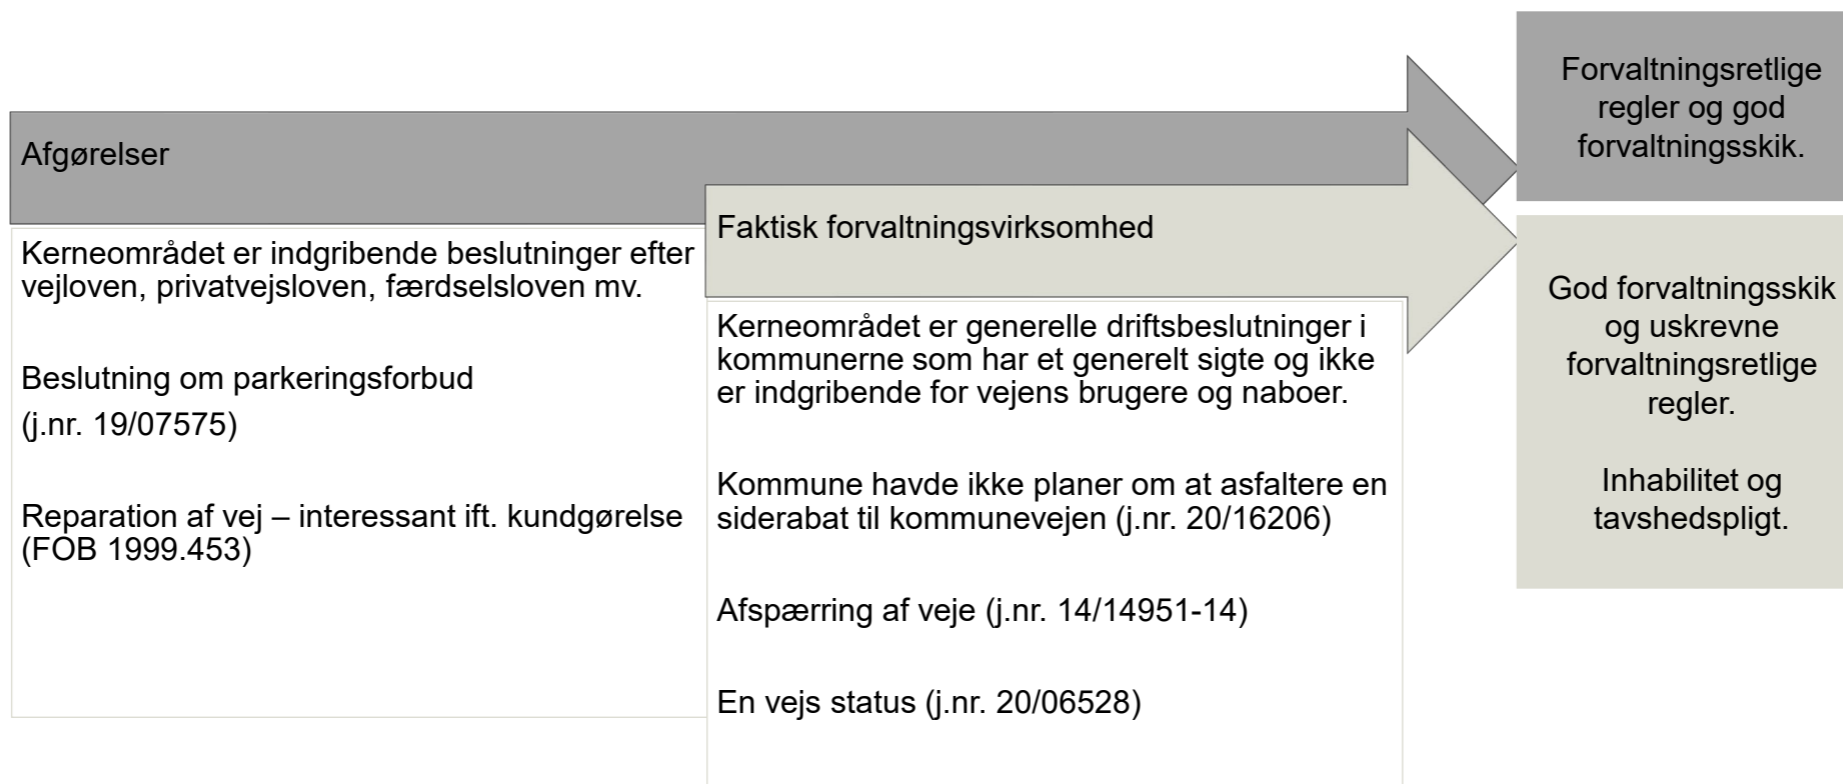 Afgørelser
Kerneområdet er indgribende beslutninger efter
vejloven, privatvejsloven, færdselsloven mv.
Beslutning om parkeringsforbud
(j.nr. 19/07575)
Reparation af vej – interessant ift. kundgørelse
(FOB 1999.453)
Faktisk forvaltningsvirksomhed
Kerneområdet er generelle driftsbeslutninger i
kommunerne som har et generelt sigte og ikke
er indgribende for vejens brugere og naboer.
Kommune havde ikke planer om at asfaltere en
siderabat til kommunevejen (j.nr. 20/16206)
Afspærring af veje (j.nr. 14/14951-14)
En vejs status (j.nr. 20/06528)
Forvaltningsretlige
regler og god
forvaltningsskik.
God forvaltningsskik
og uskrevne
forvaltningsretlige
regler.
Inhabilitet og
tavshedspligt.